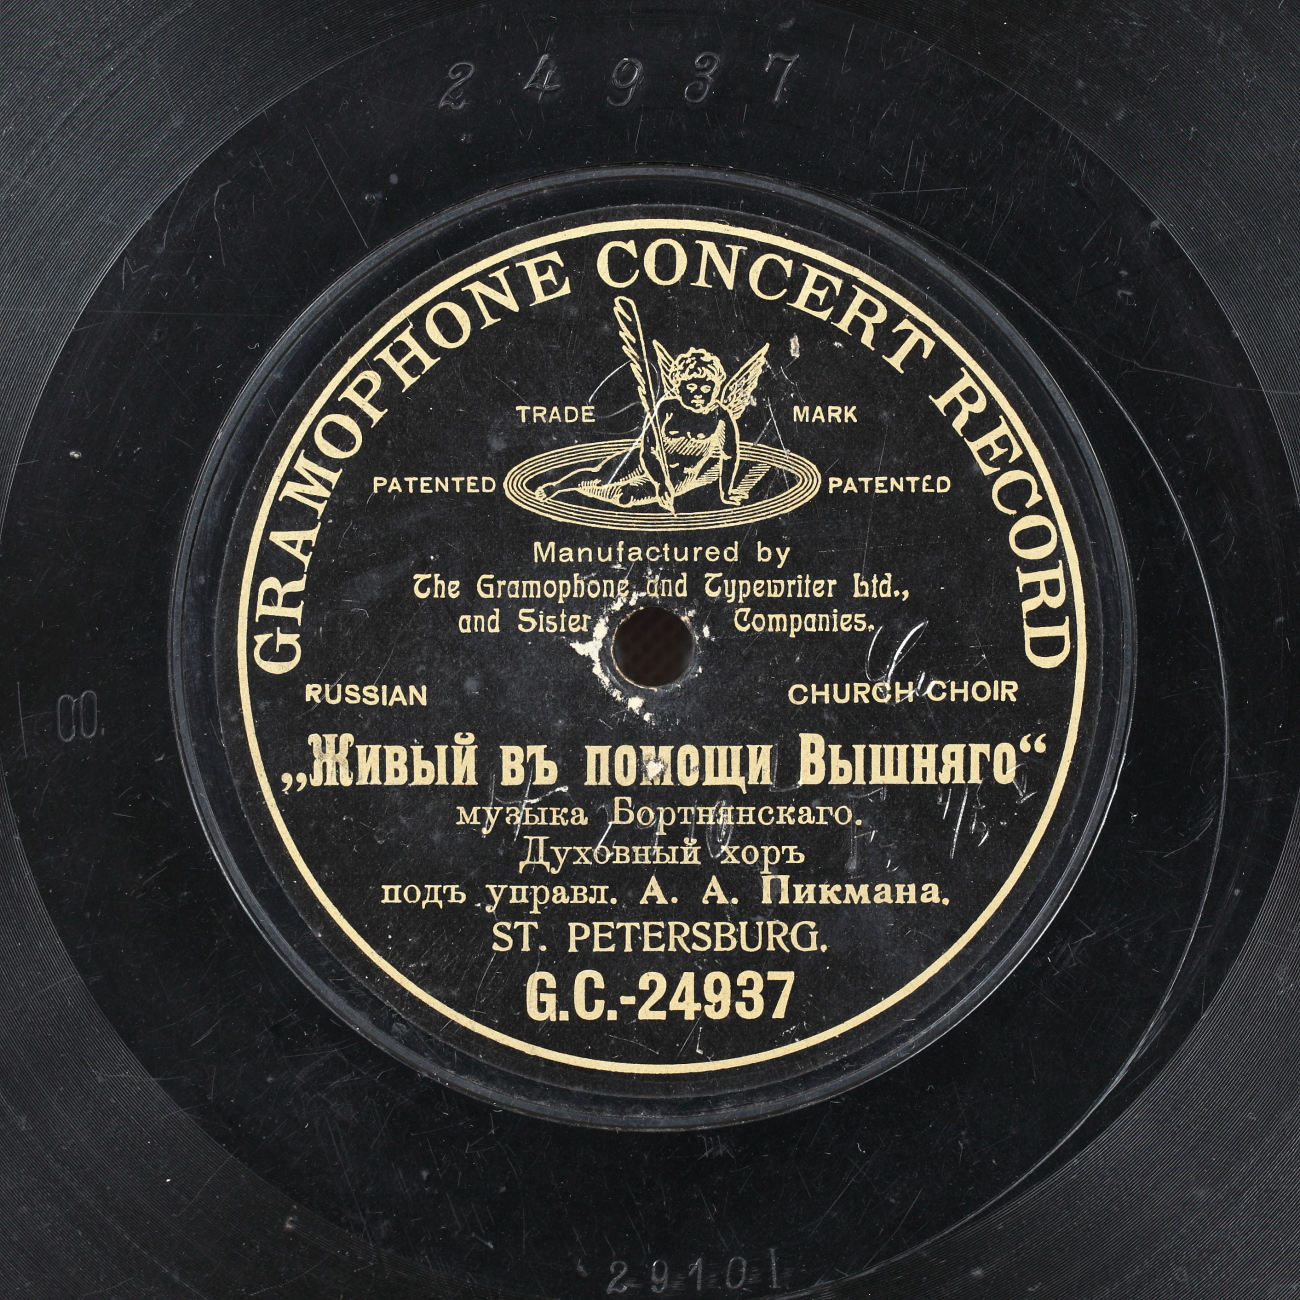 24937
GRAMOPHONE CONCERT RECORD
TRADE MARK
PATENTED PATENTED
Manufactured by
The Gramophone and Typewriter Ltd.,
and Sister Companies.
RUSSIAN CHURCH CHOIR
„Живый въ помощи Вышняго“
музыка Бортнянскаго.
Духовный хоръ
подъ управл. А. А. Пикмана.
ST. PETERSBURG.
G.C.-24937
29101